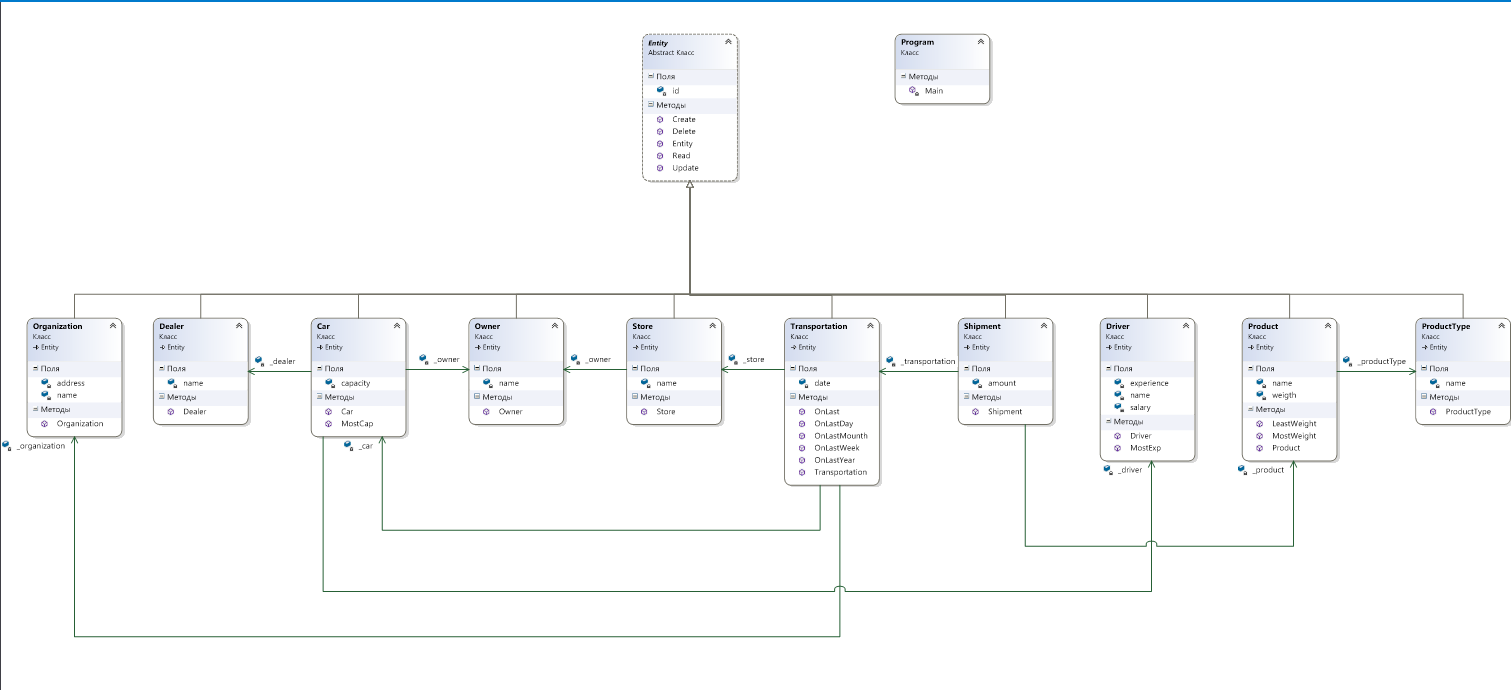 Entity
Abstract Класс
Поля
id
Методы
Create
Delete
Entity
Read
Update
Program
Класс
Методы
Main
Organization
Класс
Entity
Поля
address
name
Методы
Organization
_organization
Dealer
Класс
Entity
Поля
name
Методы
Dealer
_dealer
Car
Класс
Entity
Поля
capacity
Методы
Car
MostCap
_car
_owner
Owner
Класс
Entity
Поля
name
Методы
Owner
_owner
Store
Класс
Entity
Поля
name
Методы
Store
_store
Transportation
Класс
Entity
Поля
date
Методы
OnLast
OnLastDay
OnLastMounth
OnLastWeek
OnLastYear
Transportation
_transportation
Shipment
Класс
Entity
Поля
amount
Методы
Shipment
Driver
Класс
Entity
Поля
experience
name
salary
Методы
Driver
MostExp
_driver
Product
Класс
Entity
Поля
name
weigth
Методы
LeastWeight
MostWeight
Product
_product
_productType
ProductType
Класс
Entity
Поля
name
Методы
ProductType